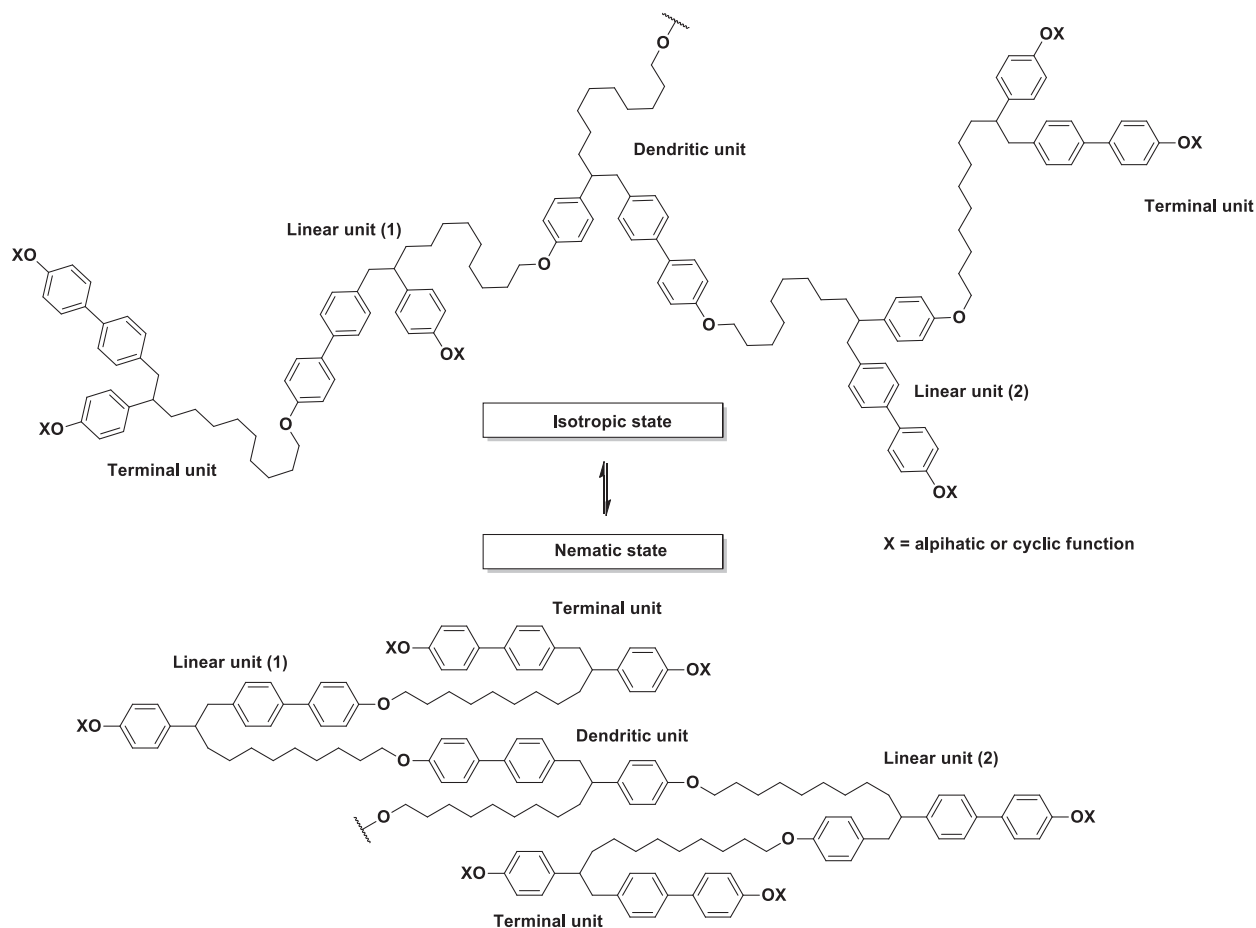 O
OX
Dendritic unit
OX
Terminal unit
Linear unit (1)
XO
O
O
O
OX
Linear unit (2)
XO
O
Isotropic state
Terminal unit
OX
Nematic state
X = alpihatic or cyclic function
Terminal unit
XO
OX
Linear unit (1)
O
XO
Dendritic unit
Linear unit (2)
O
O
O
OX
O
XO
OX
Terminal unit